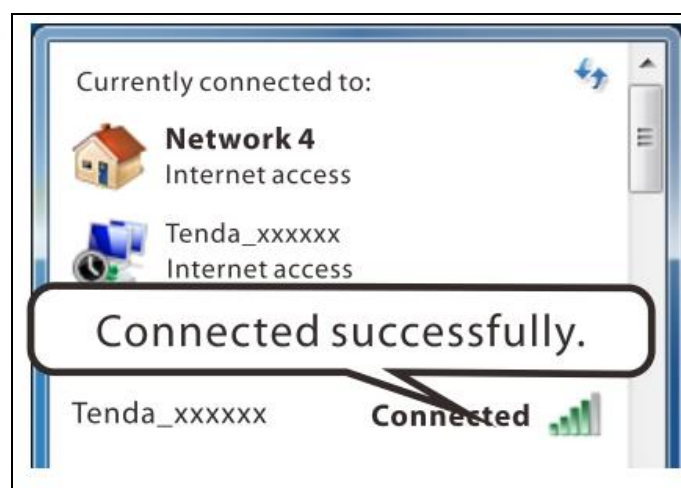 Currently connected to:
Network 4
Internet access
Tenda_xxxxxx
Internet access
Connected successfully.
Tenda_xxxxxx Connected